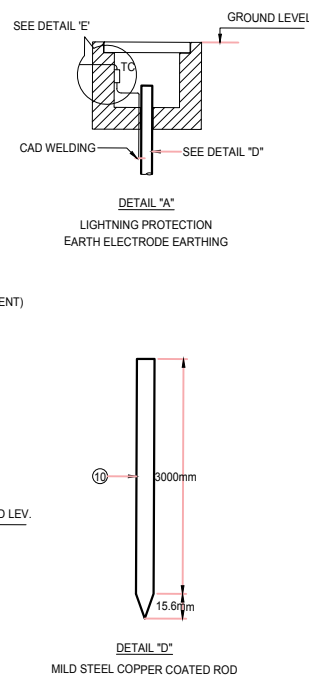 GROUND LEVEL
SEE DETAIL 'E'
TC
CAD WELDING
SEE DETAIL "D"
DETAIL "A"
LIGHTNING PROTECTION
EARTH ELECTRODE EARTHING
ENT)
10
3000mm
D LEV.
15.6mm
DETAIL "D"
MILD STEEL COPPER COATED ROD